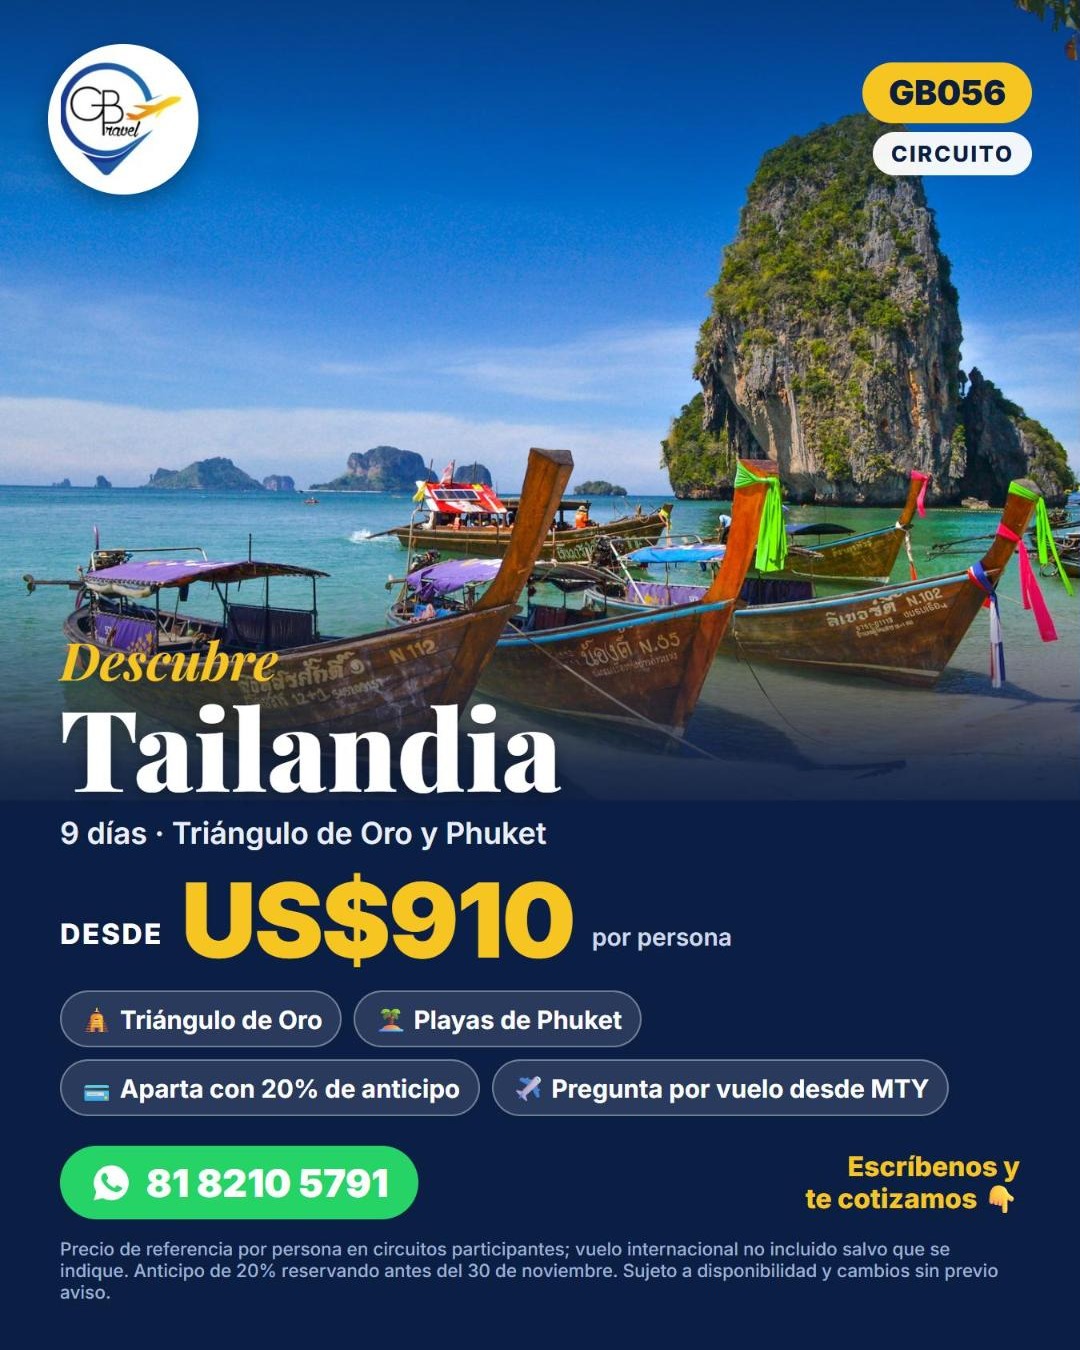 GB
Travel
GB056
CIRCUITO
N 112
N.65
N.102
Descubre
Tailandia
9 días · Triángulo de Oro y Phuket
DESDE US$910 por persona
Triángulo de Oro Playas de Phuket
Aparta con 20% de anticipo Pregunta por vuelo desde MTY
81 8210 5791
Escríbenos y
te cotizamos
Precio de referencia por persona en circuitos participantes; vuelo internacional no incluido salvo que se
indique. Anticipo de 20% reservando antes del 30 de noviembre. Sujeto a disponibilidad y cambios sin previo
aviso.